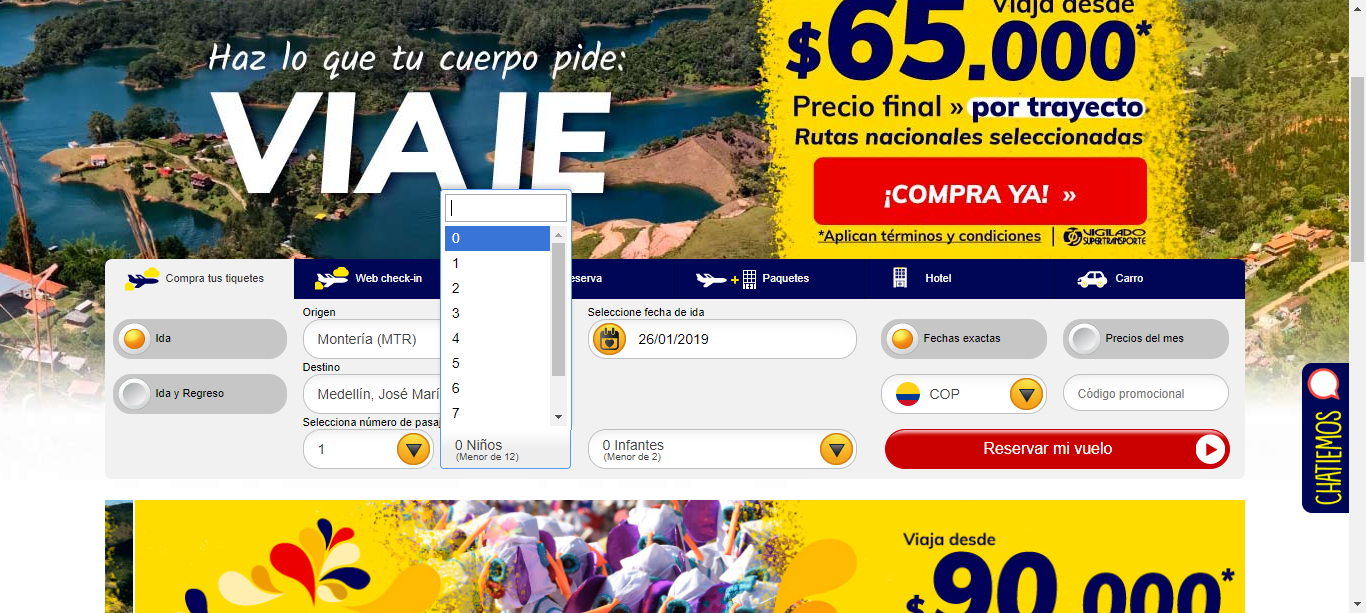 Viaja desde
$65.000*
Haz lo que tu cuerpo pide:
VIAJE
Precio final » por trayecto
Rutas nacionales seleccionadas
¡COMPRA YA! »
*Aplican términos y condiciones | VIGILADO
SUPERTRANSPORTE
Compra tus tiquetes
Web check-in
eserva
Paquetes
Hotel
Carro
0
1
2
3
4
5
6
7
Ida
Ida y Regreso
Origen
Montería (MTR)
Destino
Medellín, José Marí
Selecciona número de pasaj
1
0 Niños
(Menor de 12)
Seleccione fecha de ida
26/01/2019
0 Infantes
(Menor de 2)
Fechas exactas
Precios del mes
COP
Código promocional
Reservar mi vuelo
CHATIEMOS
Viaja desde
$90.000*